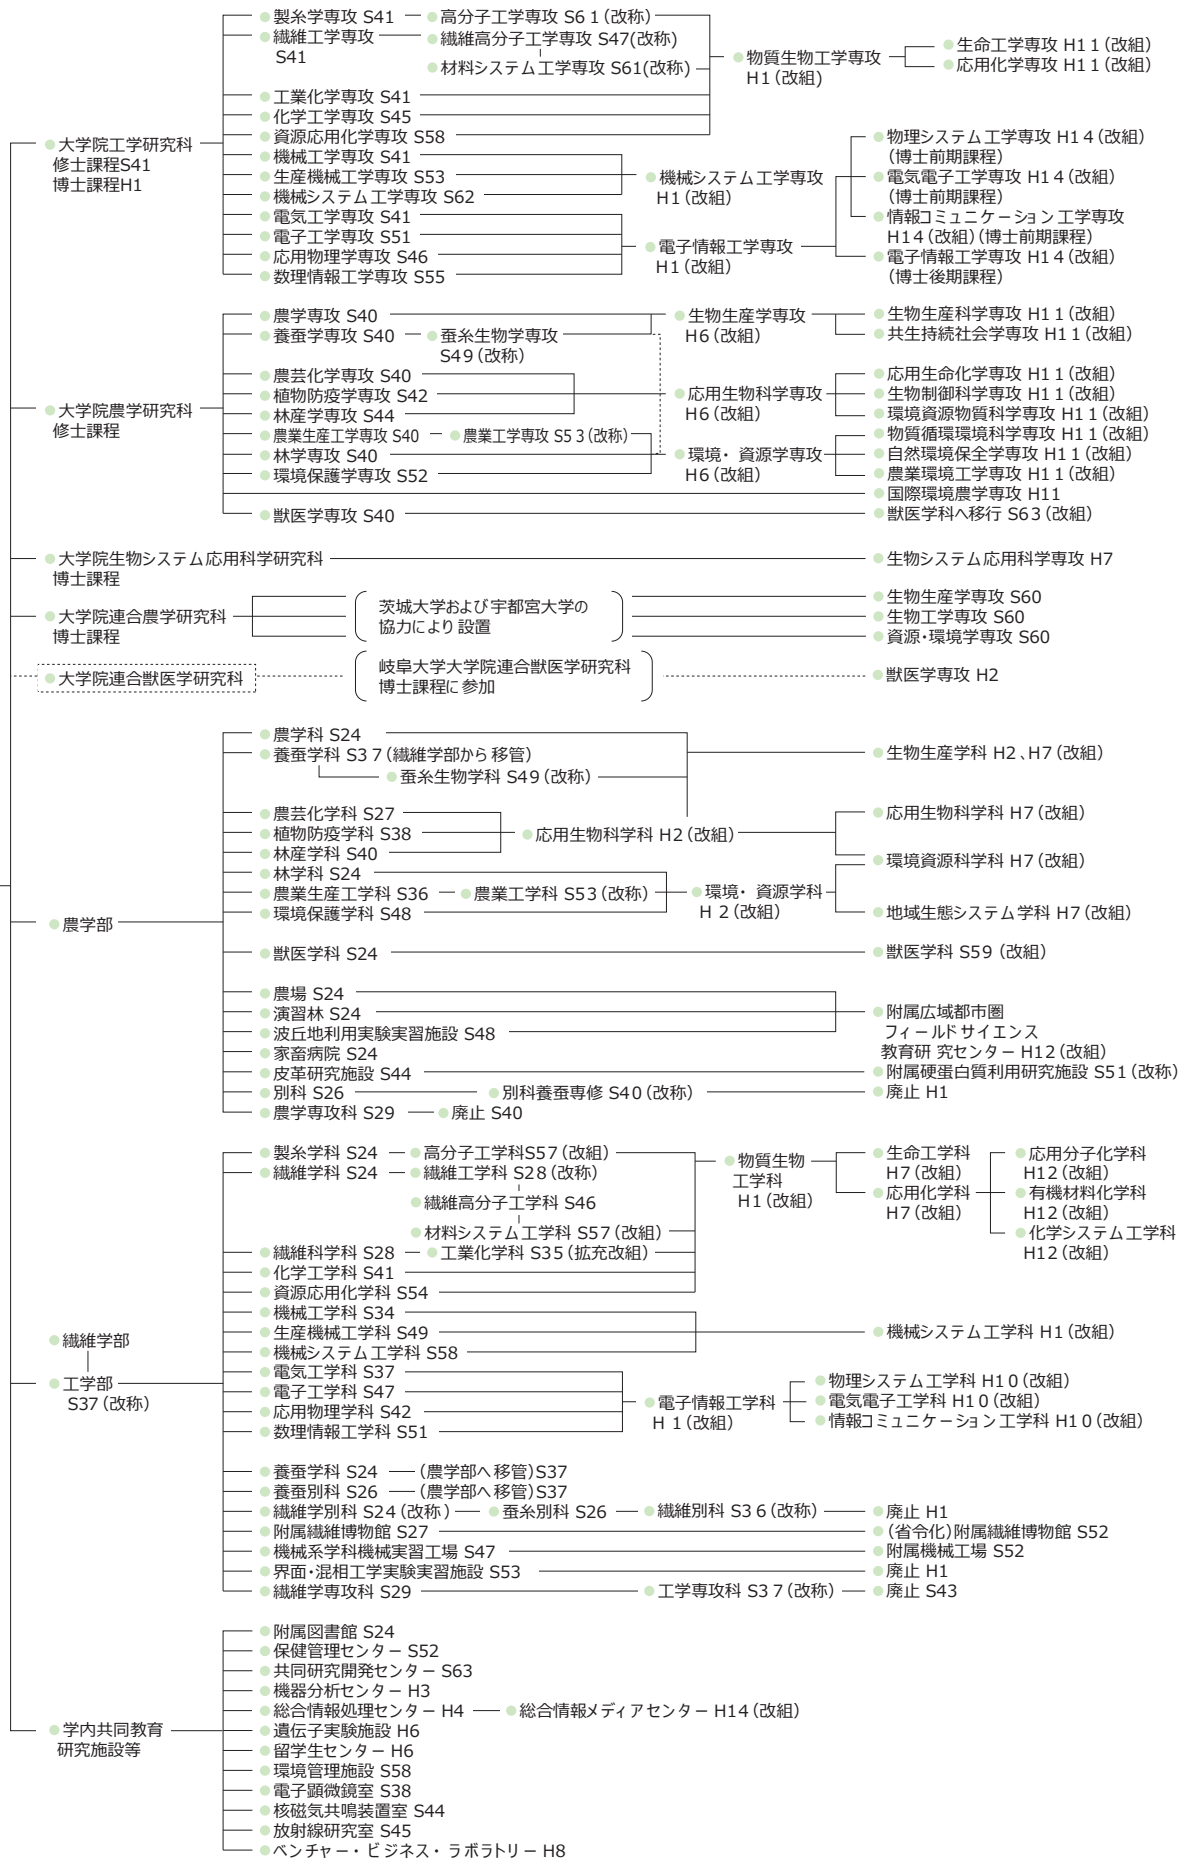 製糸学専攻 S41
高分子工学専攻 S61(改称)
繊維工学専攻
S41
繊維高分子工学専攻 S47(改称)
材料システム工学専攻 S61(改称)
物質生物工学専攻
H1(改組)
生命工学専攻 H11(改組)
応用化学専攻 H11(改組)
工業化学専攻 S41
化学工学専攻 S45
資源応用化学専攻 S58
大学院工学研究科
修士課程S41
博士課程H1
機械工学専攻 S41
生産機械工学専攻 S53
機械システム工学専攻 S62
機械システム工学専攻
H1(改組)
電気工学専攻 S41
電子工学専攻 S51
応用物理学専攻 S46
数理情報工学専攻 S55
電子情報工学専攻
H1(改組)
物理システム工学専攻 H14(改組)
(博士前期課程)
電気電子工学専攻 H14(改組)
(博士前期課程)
情報コミュニケーション工学専攻
H14(改組)(博士前期課程)
電子情報工学専攻 H14(改組)
(博士後期課程)
農学専攻 S40
養蚕学専攻 S40
蚕糸生物学専攻
S49(改称)
生物生産学専攻
H6(改組)
生物生産科学専攻 H11(改組)
共生持続社会学専攻 H11(改組)
大学院農学研究科
修士課程
農芸化学専攻 S40
植物防疫学専攻 S42
林産学専攻 S44
応用生物科学専攻
H6(改組)
応用生命化学専攻 H11(改組)
生物制御科学専攻 H11(改組)
環境資源物質科学専攻 H11(改組)
農業生産工学専攻 S40
農業工学専攻 S53(改称)
林学専攻 S40
環境保護学専攻 S52
環境・資源学専攻
H6(改組)
物質循環環境科学専攻 H11(改組)
自然環境保全学専攻 H11(改組)
農業環境工学専攻 H11(改組)
国際環境農学専攻 H11
獣医学専攻 S40
獣医学科へ移行 S63(改組)
大学院生物システム応用科学研究科
博士課程
生物システム応用科学専攻 H7
大学院連合農学研究科
博士課程
茨城大学および宇都宮大学の
協力により設置
生物生産学専攻 S60
生物工学専攻 S60
資源・環境学専攻 S60
大学院連合獣医学研究科
岐阜大学大学院連合獣医学研究科
博士課程に参加
獣医学専攻 H2
農学部
農学科 S24
養蚕学科 S37(繊維学部から移管)
蚕糸生物学科 S49(改称)
生物生産学科 H2、H7(改組)
農芸化学科 S27
植物防疫学科 S38
林産学科 S40
応用生物科学科 H2(改組)
応用生物科学科 H7(改組)
環境資源科学科 H7(改組)
林学科 S24
農業生産工学科 S36
農業工学科 S53(改称)
環境保護学科 S48
環境・資源学科
H 2(改組)
地域生態システム学科 H7(改組)
獣医学科 S24
獣医学科 S59(改組)
農場 S24
演習林 S24
波丘地利用実験実習施設 S48
附属広域都市圏
フィールドサイエンス
教育研究センター H12(改組)
家畜病院 S24
皮革研究施設 S44
附属硬蛋白質利用研究施設 S51(改称)
別科 S26
別科養蚕専修 S40(改称)
廃止 H1
農学専攻科 S29
廃止 S40
繊維学部
工学部
S37(改称)
製糸学科 S24
高分子工学科S57(改組)
繊維学科 S24
繊維工学科 S28(改称)
繊維高分子工学科 S46
材料システム工学科 S57(改組)
物質生物
工学科
H1(改組)
生命工学科
H7(改組)
応用化学科
H7(改組)
応用分子化学科
H12(改組)
有機材料化学科
H12(改組)
化学システム工学科
H12(改組)
繊維科学科 S28
工業化学科 S35(拡充改組)
化学工学科 S41
資源応用化学科 S54
機械工学科 S34
生産機械工学科 S49
機械システム工学科 S58
機械システム工学科 H1(改組)
電気工学科 S37
電子工学科 S47
応用物理学科 S42
数理情報工学科 S51
電子情報工学科
H 1(改組)
物理システム工学科 H10(改組)
電気電子工学科 H10(改組)
情報コミュニケーション工学科 H10(改組)
養蚕学科 S24
(農学部へ移管)S37
養蚕別科 S26
(農学部へ移管)S37
繊維学別科 S24(改称)
蚕糸別科 S26
繊維別科 S36(改称)
廃止 H1
附属繊維博物館 S27
(省令化)附属繊維博物館 S52
機械系学科機械実習工場 S47
附属機械工場 S52
界面・混相工学実験実習施設 S53
廃止 H1
繊維学専攻科 S29
工学専攻科 S37(改称)
廃止 S43
学内共同教育
研究施設等
附属図書館 S24
保健管理センター S52
共同研究開発センター S63
機器分析センター H3
総合情報処理センター H4
総合情報メディアセンター H14(改組)
遺伝子実験施設 H6
留学生センター H6
環境管理施設 S58
電子顕微鏡室 S38
核磁気共鳴装置室 S44
放射線研究室 S45
ベンチャー・ビジネス・ラボラトリー H8